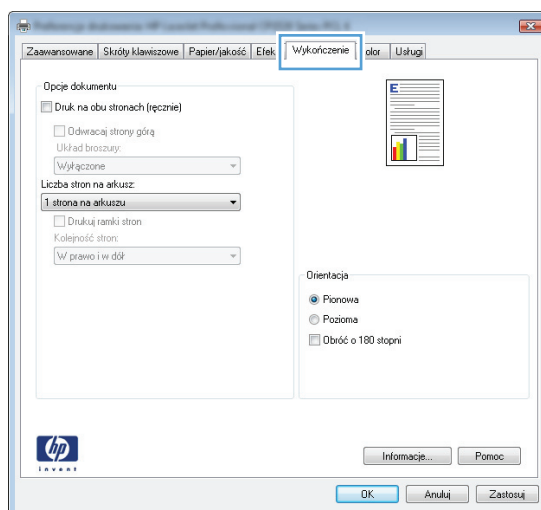 Zaawansowane Skróty klawiszowe Papier/jakość Efek Wykończenie olor Usługi
Opcje dokumentu
Druk na obu stronach (ręcznie)
Odwracaj strony górą
Układ broszury:
Wyłączone
Liczba stron na arkusz:
1 strona na arkuszu
Drukuj ramki stron
Kolejność stron:
W prawo i w dół
E
Orientacja
Pionowa
Pozioma
Obróć o 180 stopni
hp
invent
Informacje... Pomoc
OK Anuluj Zastosuj